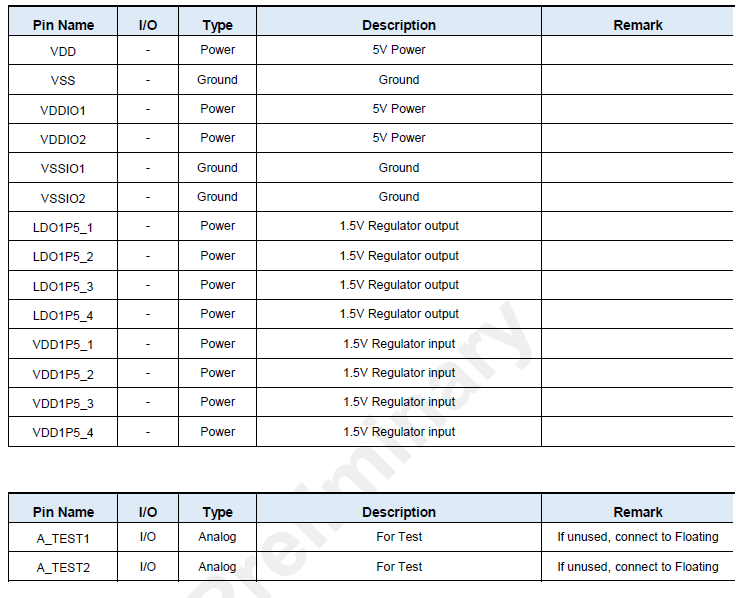 Pin Name I/O Type Description Remark
VDD - Power 5V Power
VSS - Ground Ground
VDDIO1 - Power 5V Power
VDDIO2 - Power 5V Power
VSSIO1 - Ground Ground
VSSIO2 - Ground Ground
LDO1P5_1 - Power 1.5V Regulator output
LDO1P5_2 - Power 1.5V Regulator output
LDO1P5_3 - Power 1.5V Regulator output
LDO1P5_4 - Power 1.5V Regulator output
VDD1P5_1 - Power 1.5V Regulator input
VDD1P5_2 - Power 1.5V Regulator input
VDD1P5_3 - Power 1.5V Regulator input
VDD1P5_4 - Power 1.5V Regulator input
Pin Name I/O Type Description Remark
A_TEST1 I/O Analog For Test If unused, connect to Floating
A_TEST2 I/O Analog For Test If unused, connect to Floating
Preliminary